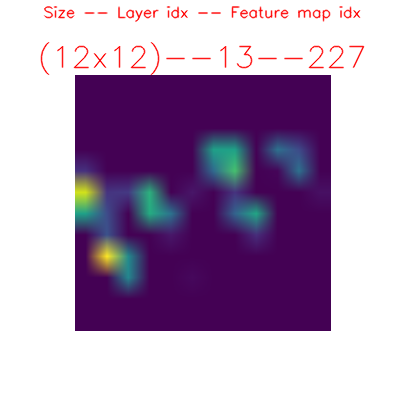 Size -- Layer idx -- Feature map idx
(12x12)--13--227